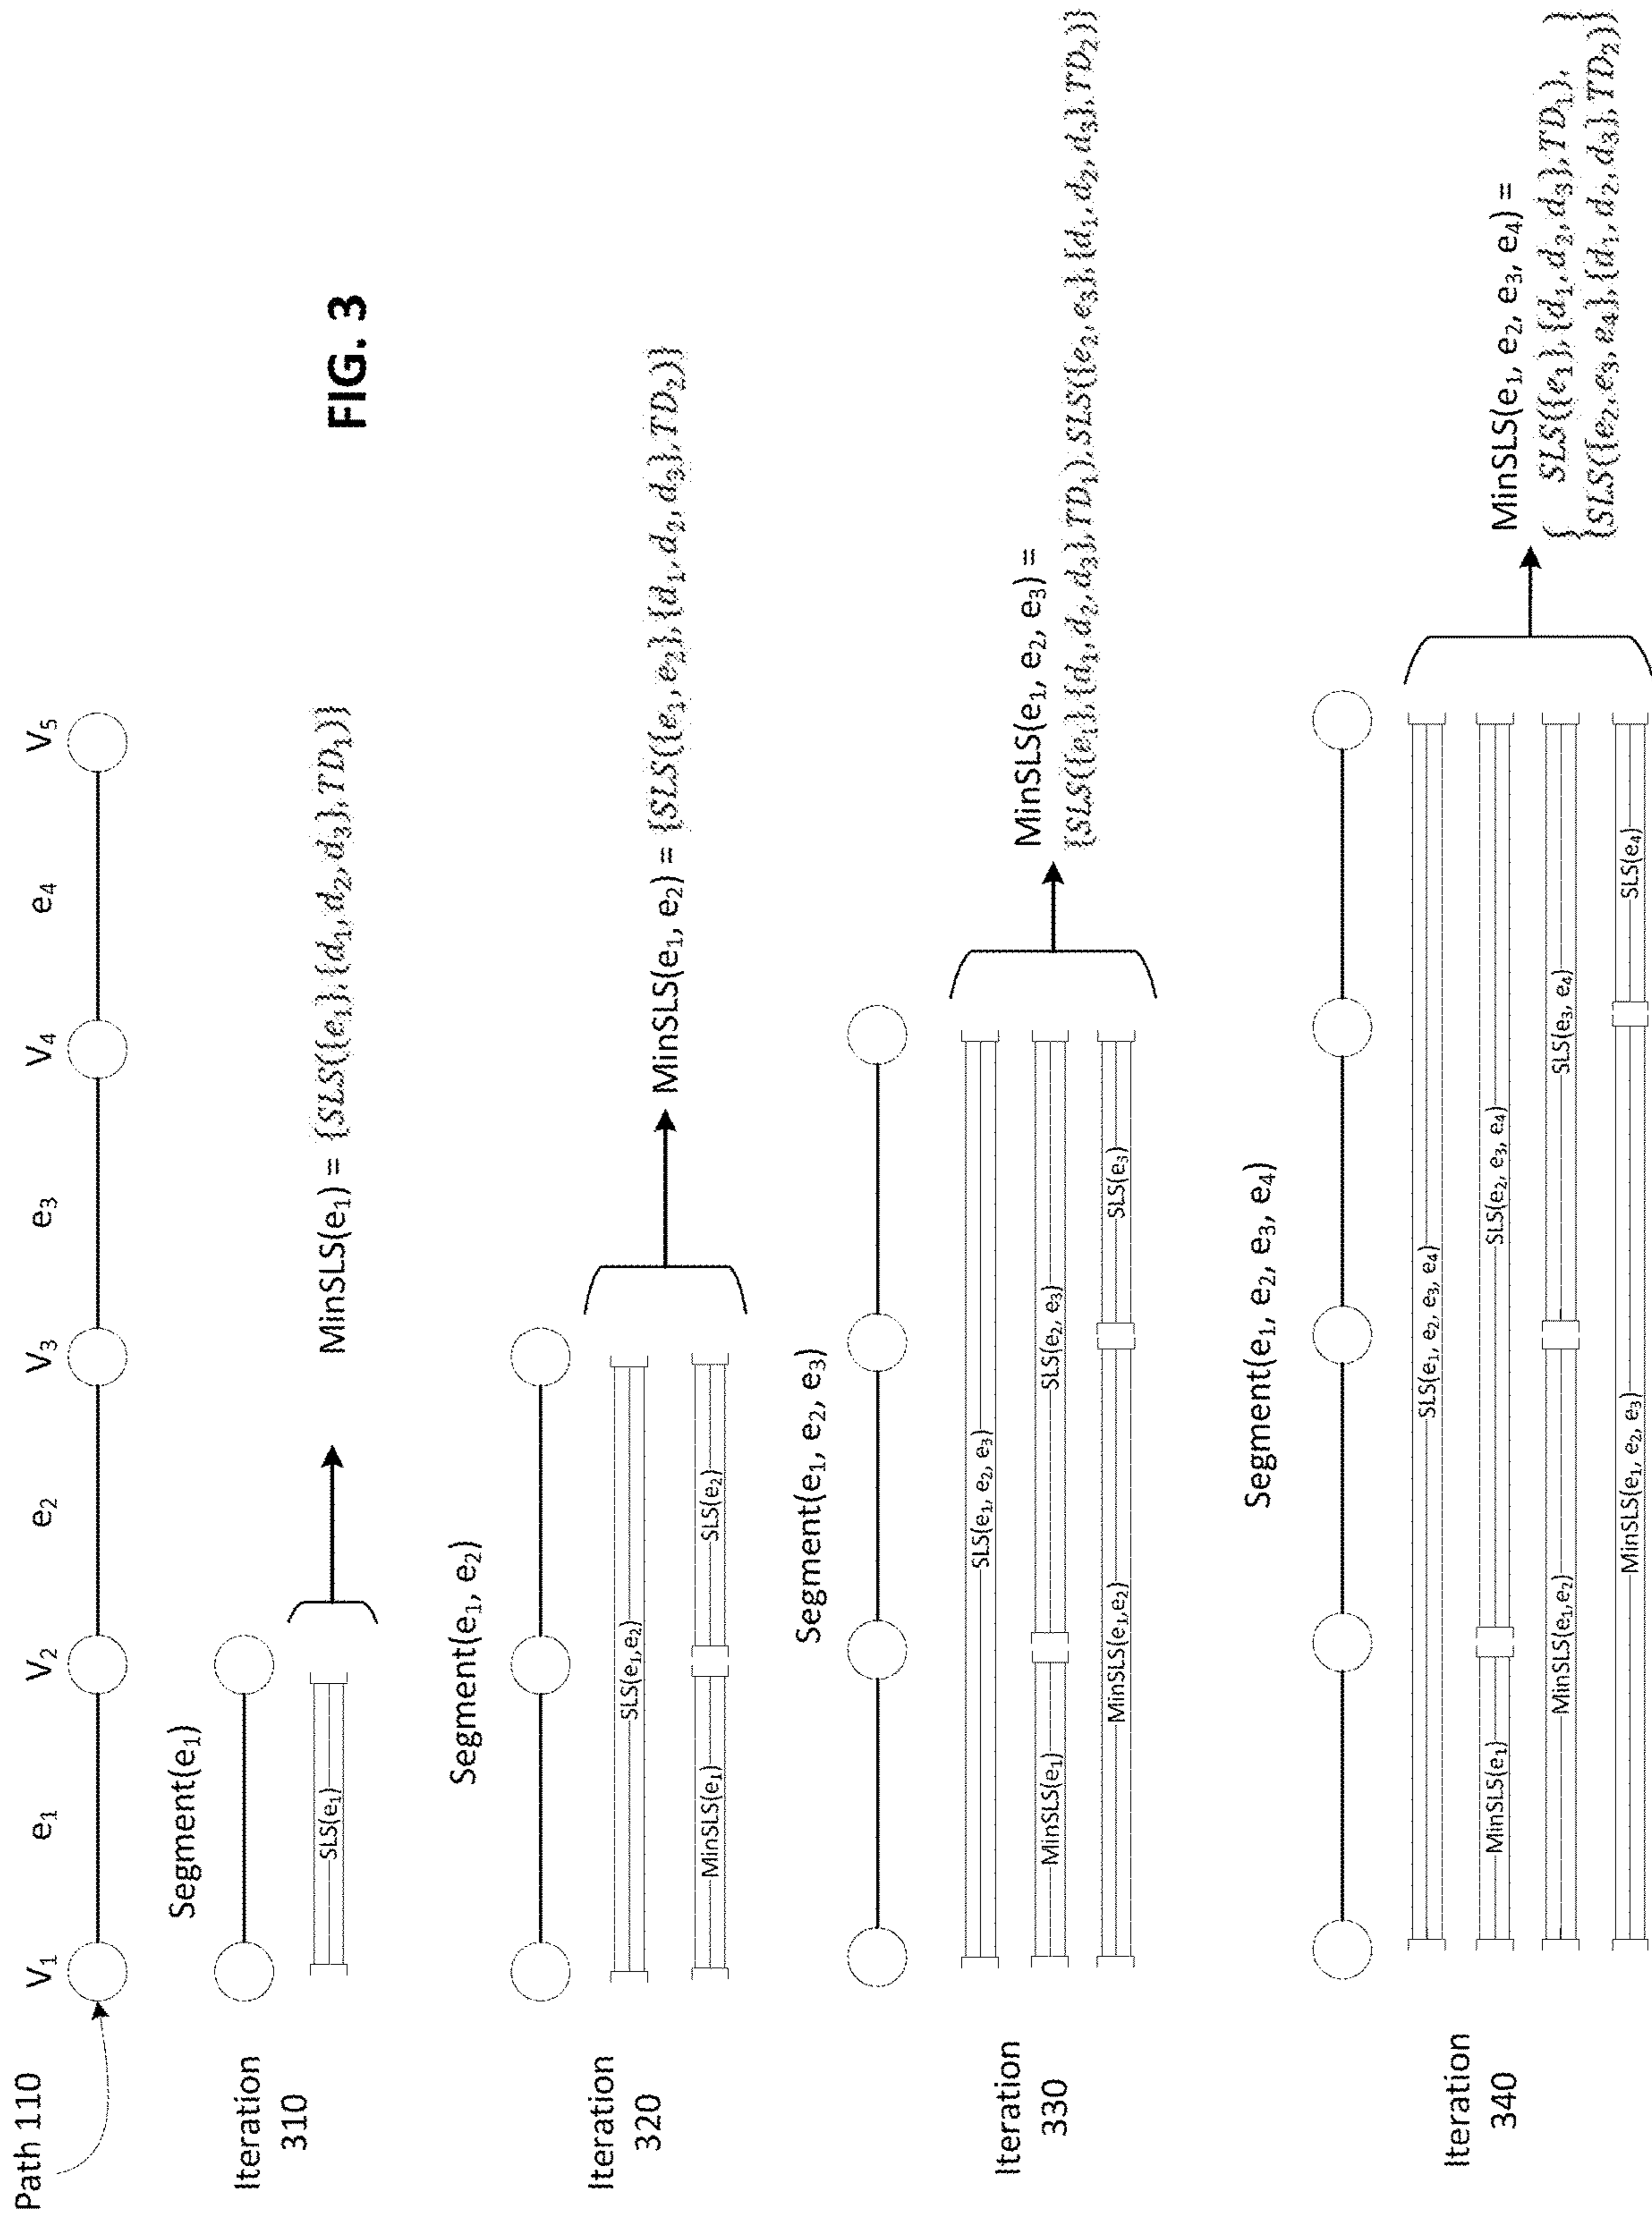 Path 110
V₁ e₁ V₂ e₂ V₃ e₃ V₄ e₄ V₅
Iteration
310
Segment(e₁)
SLS(e₁)
MinSLS(e₁) = {SLS({e₁},{d₁,d₂,d₃},TD₁)}
FIG. 3
Iteration
320
Segment(e₁, e₂)
SLS(e₁,e₂)
MinSLS(e₁) SLS(e₂)
MinSLS(e₁, e₂) = {SLS({e₁,e₂},{d₁,d₂,d₃},TD₂)}
Iteration
330
Segment(e₁, e₂, e₃)
SLS(e₁, e₂, e₃)
MinSLS(e₁) SLS(e₂, e₃)
MinSLS(e₁,e₂) SLS(e₃)
MinSLS(e₁, e₂, e₃) =
{SLS({e₁},{d₁,d₂,d₃},TD₁),SLS({e₂,e₃},{d₁,d₂,d₃},TD₂)}
Iteration
340
Segment(e₁, e₂, e₃, e₄)
SLS(e₁, e₂, e₃, e₄)
MinSLS(e₁) SLS(e₂, e₃, e₄)
MinSLS(e₁,e₂) SLS(e₃, e₄)
MinSLS(e₁, e₂, e₃) SLS(e₄)
MinSLS(e₁, e₂, e₃, e₄) =
{ SLS({e₁},{d₁,d₂,d₃},TD₁), }
{SLS({e₂,e₃,e₄},{d₁,d₂,d₃},TD₂)}